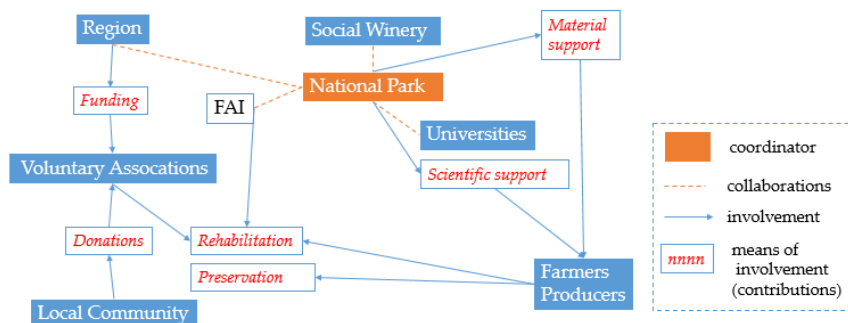 Region
Social Winery
Material
support
National Park
Funding
FAI
Universities
Voluntary Assocations
Scientific support
Donations
Rehabilitation
Preservation
Farmers
Producers
Local Community
coordinator
collaborations
involvement
nnnn
means of
involvement
(contributions)